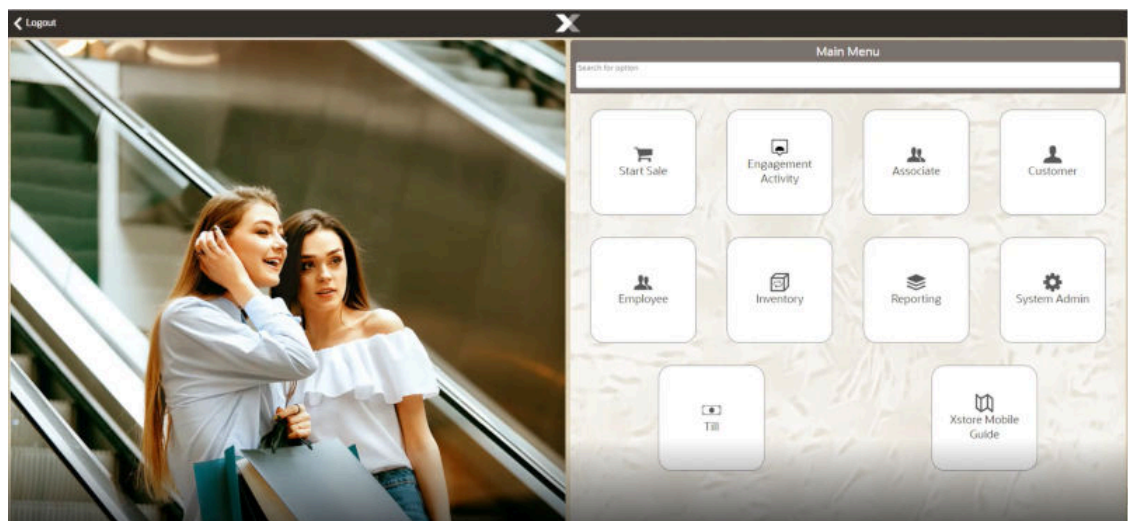 Logout
Main Menu
Search for option
Start Sale
Engagement
Activity
Associate
Customer
Employee
Inventory
Reporting
System Admin
Till
Xstore Mobile
Guide